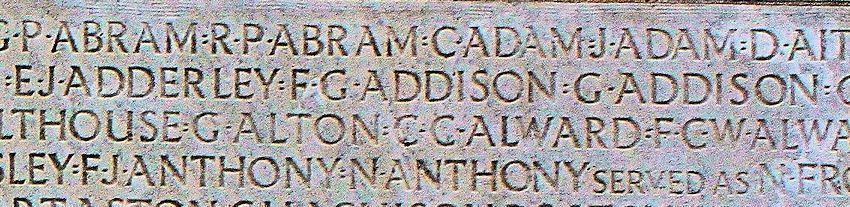 G·P·ABRAM·R·P·ABRAM·C·ADAM·J·ADAM·D·AIT
·E·J·ADDERLEY·F·G·ADDISON·G·ADDISON·G
LTHOUSE·G·ALTON·C·C·ALWARD·F·C·W·ALWA
SLEY·F·J·ANTHONY·N·ANTHONY·SERVED AS N·FRO